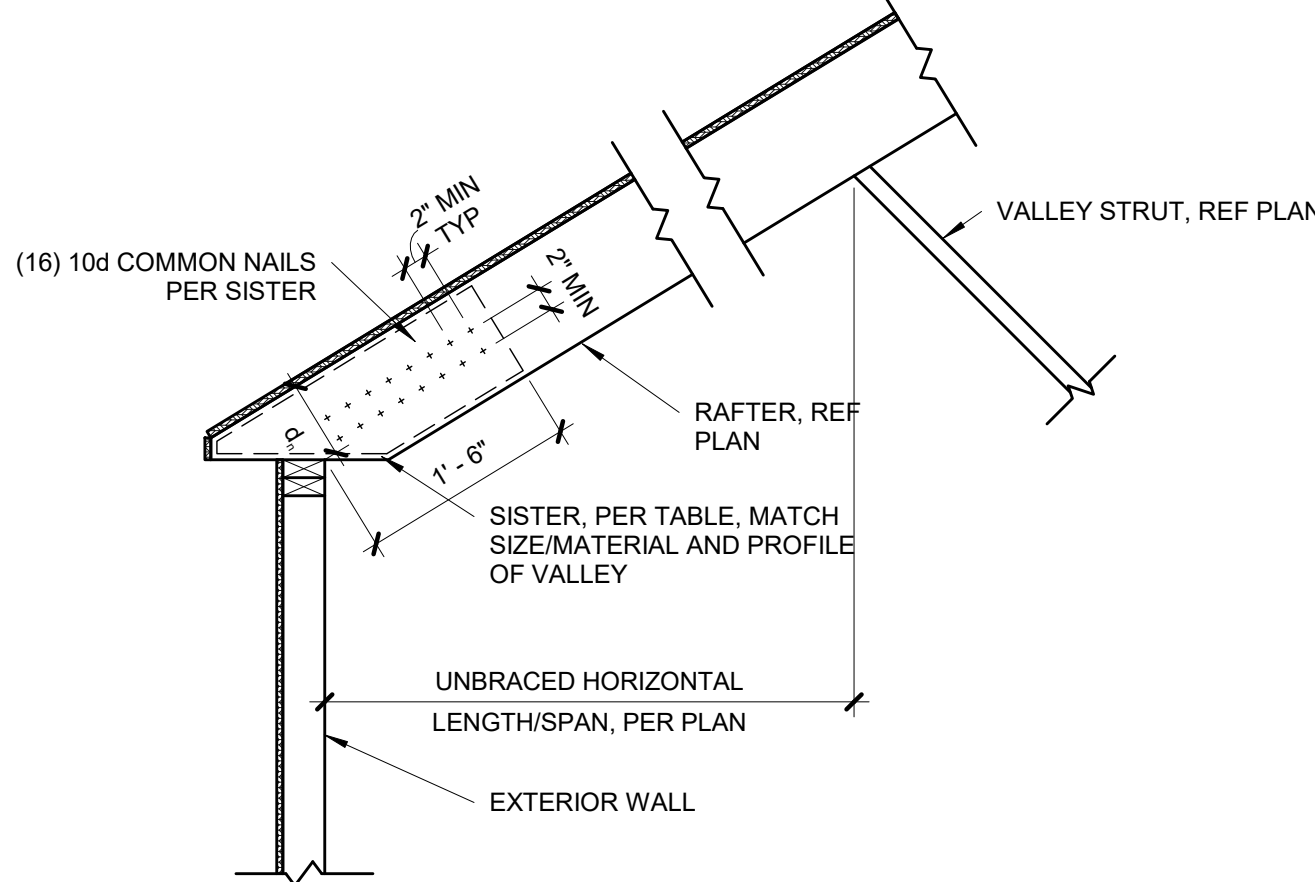 2" MIN
TYP
VALLEY STRUT, REF PLAN
(16) 10d COMMON NAILS
PER SISTER
2" MIN
RAFTER, REF
PLAN
dn
1' - 6"
SISTER, PER TABLE, MATCH
SIZE/MATERIAL AND PROFILE
OF VALLEY
UNBRACED HORIZONTAL
LENGTH/SPAN, PER PLAN
EXTERIOR WALL